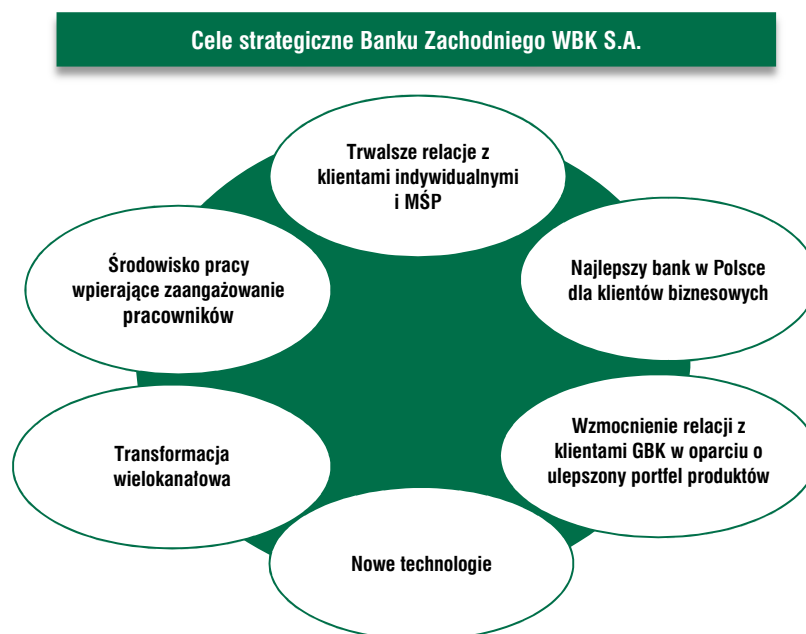 Cele strategiczne Banku Zachodniego WBK S.A.
Trwalsze relacje z
klientami indywidualnymi
i MŚP
Najlepszy bank w Polsce
dla klientów biznesowych
Wzmocnienie relacji z
klientami GBK w oparciu o
ulepszony portfel produktów
Nowe technologie
Transformacja
wielokanałowa
Środowisko pracy
wpierające zaangażowanie
pracowników